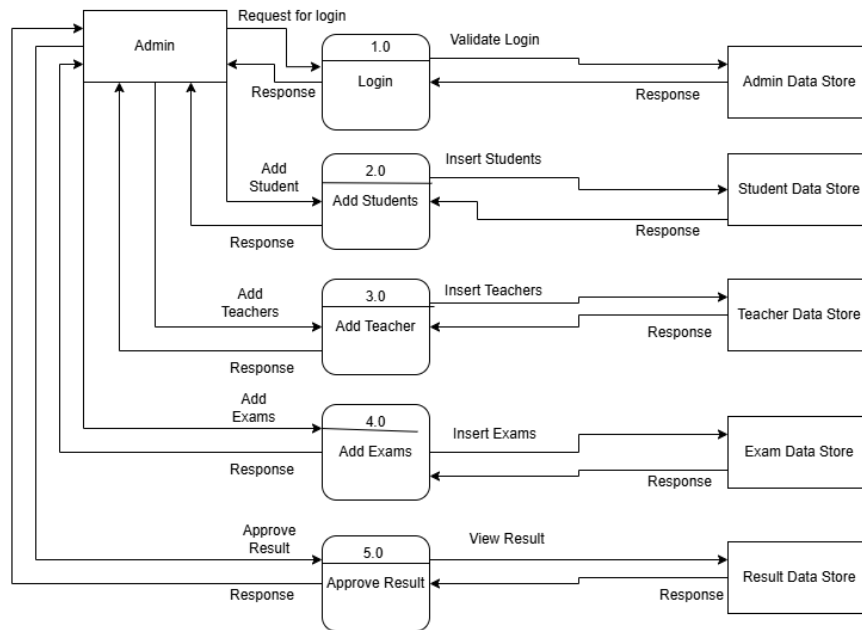 Request for login
Admin
1.0
Validate Login
Login
Response
Response
Admin Data Store
Add
Student
2.0
Insert Students
Add Students
Response
Response
Student Data Store
Add
Teachers
3.0
Insert Teachers
Add Teacher
Response
Response
Teacher Data Store
Add
Exams
4.0
Insert Exams
Add Exams
Response
Response
Exam Data Store
Approve
Result
5.0
View Result
Approve Result
Response
Response
Result Data Store